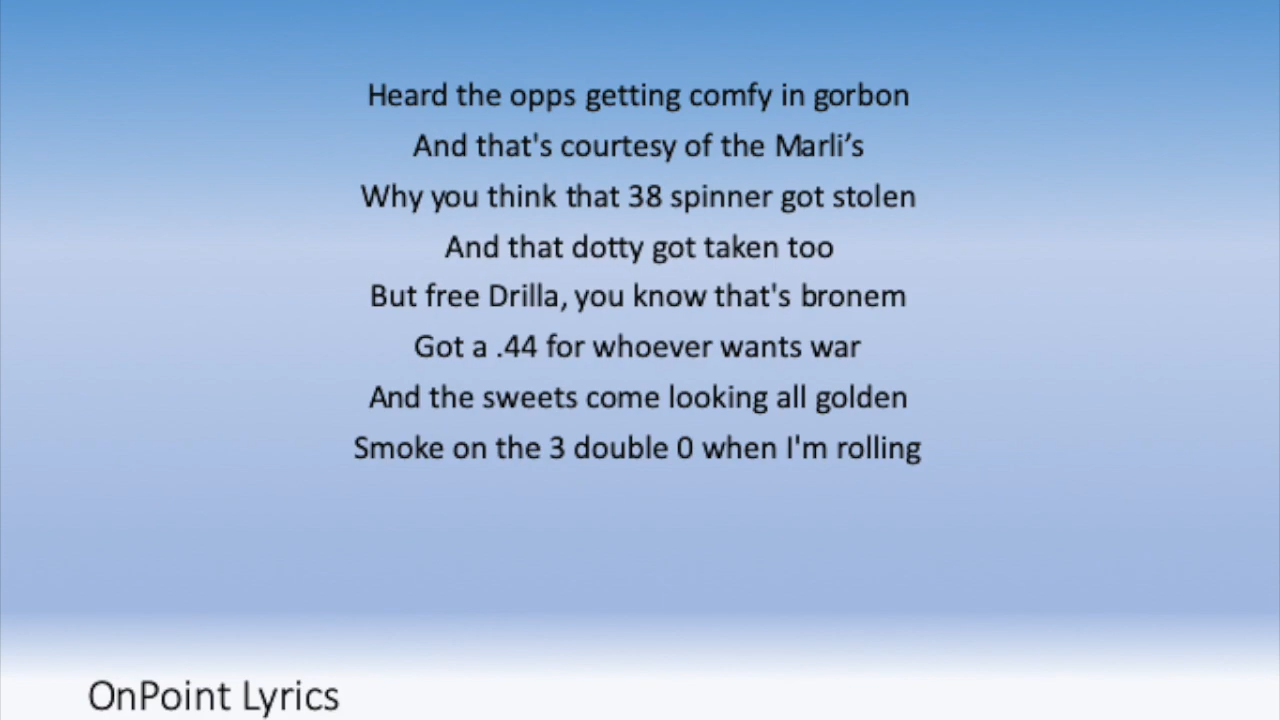 Heard the opps getting comfy in gorbon
And that's courtesy of the Marli’s
Why you think that 38 spinner got stolen
And that dotty got taken too
But free Drilla, you know that's bronem
Got a .44 for whoever wants war
And the sweets come looking all golden
Smoke on the 3 double 0 when I'm rolling
OnPoint Lyrics